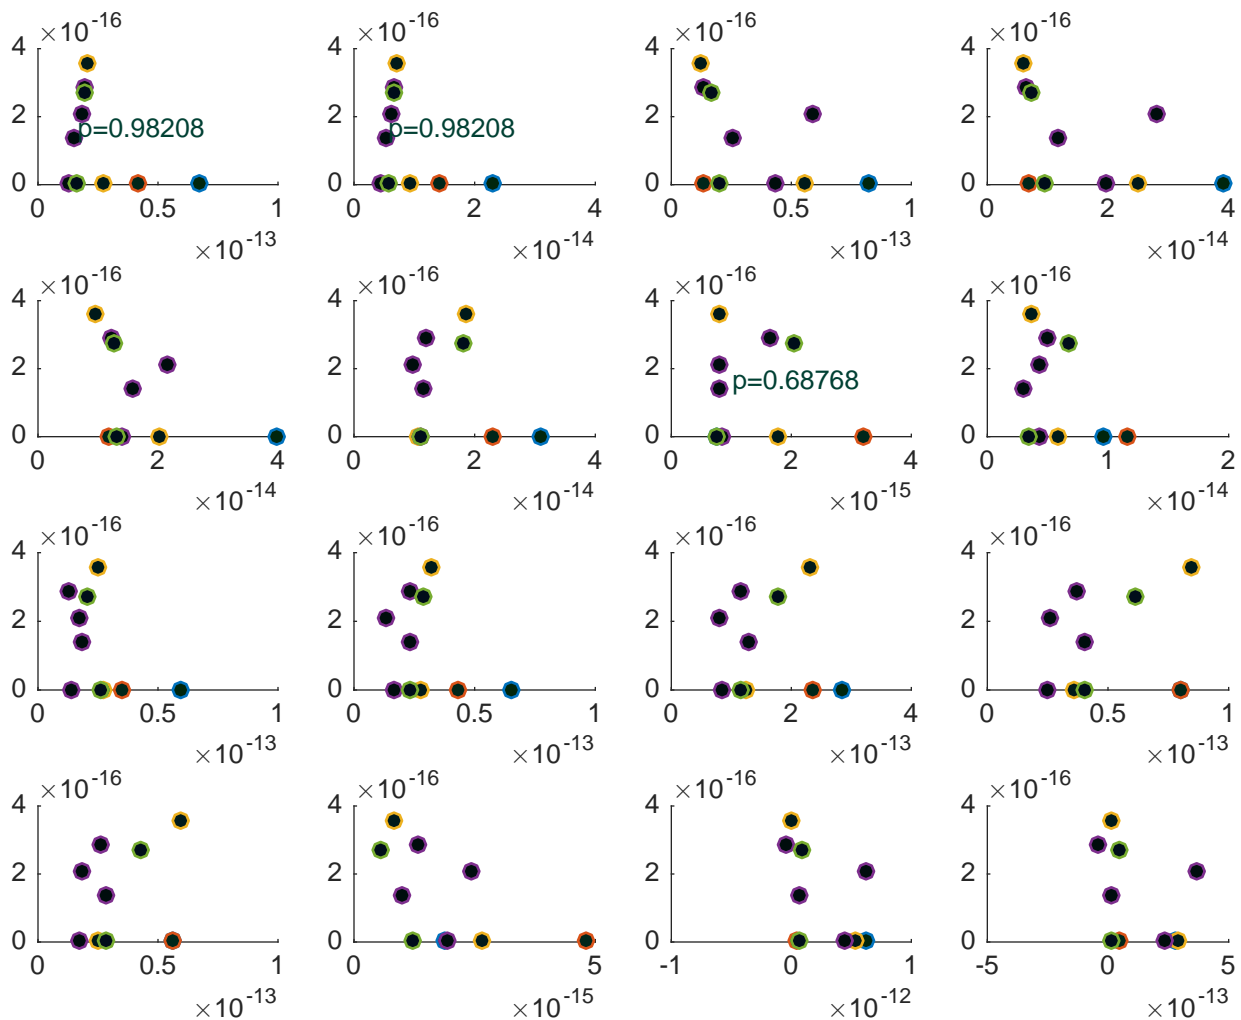 ×10-16 ×10-16 ×10-16 ×10-16
4 4 4 4
2 2 2 2
p=0.98208 p=0.98208
0 0 0 0
0 0.5 1 0 2 4 0 0.5 1 0 2 4
×10-13 ×10-14 ×10-13 ×10-14
×10-16 ×10-16 ×10-16 ×10-16
4 4 4 4
2 2 2 2
p=0.68768
0 0 0 0
0 2 4 0 2 4 0 2 4 0 1 2
×10-14 ×10-14 ×10-15 ×10-14
×10-16 ×10-16 ×10-16 ×10-16
4 4 4 4
2 2 2 2
0 0 0 0
0 0.5 1 0 0.5 1 0 2 4 0 0.5 1
×10-13 ×10-13 ×10-13 ×10-13
×10-16 ×10-16 ×10-16 ×10-16
4 4 4 4
2 2 2 2
0 0 0 0
0 0.5 1 0 5 -1 0 1 -5 0 5
×10-13 ×10-15 ×10-12 ×10-13